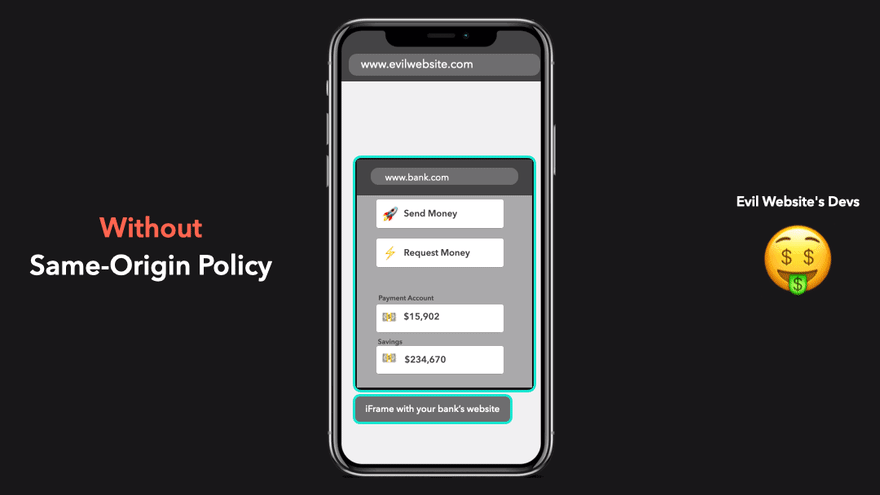 www.evilwebsite.com
www.bank.com
Send Money
Request Money
Payment Account
$15,902
Savings
$234,670
iFrame with your bank's website
Without
Same-Origin Policy
Evil Website's Devs